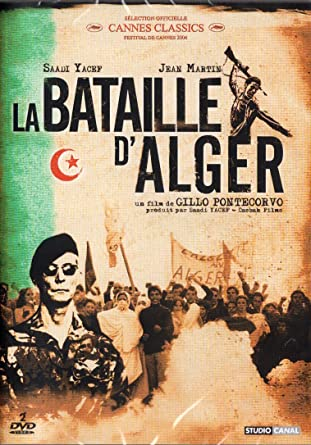 SÉLECTION OFFICIELLE
CANNES CLASSICS
FESTIVAL DE CANNES 2004
SAADI YACEF JEAN MARTIN
LA BATAILLE
D'ALGER
un film de GILLO PONTECORVO
produit par Saadi YACEF - Casbah Films
ALGER
2
DVD
VIDEO
STUDIO CANAL